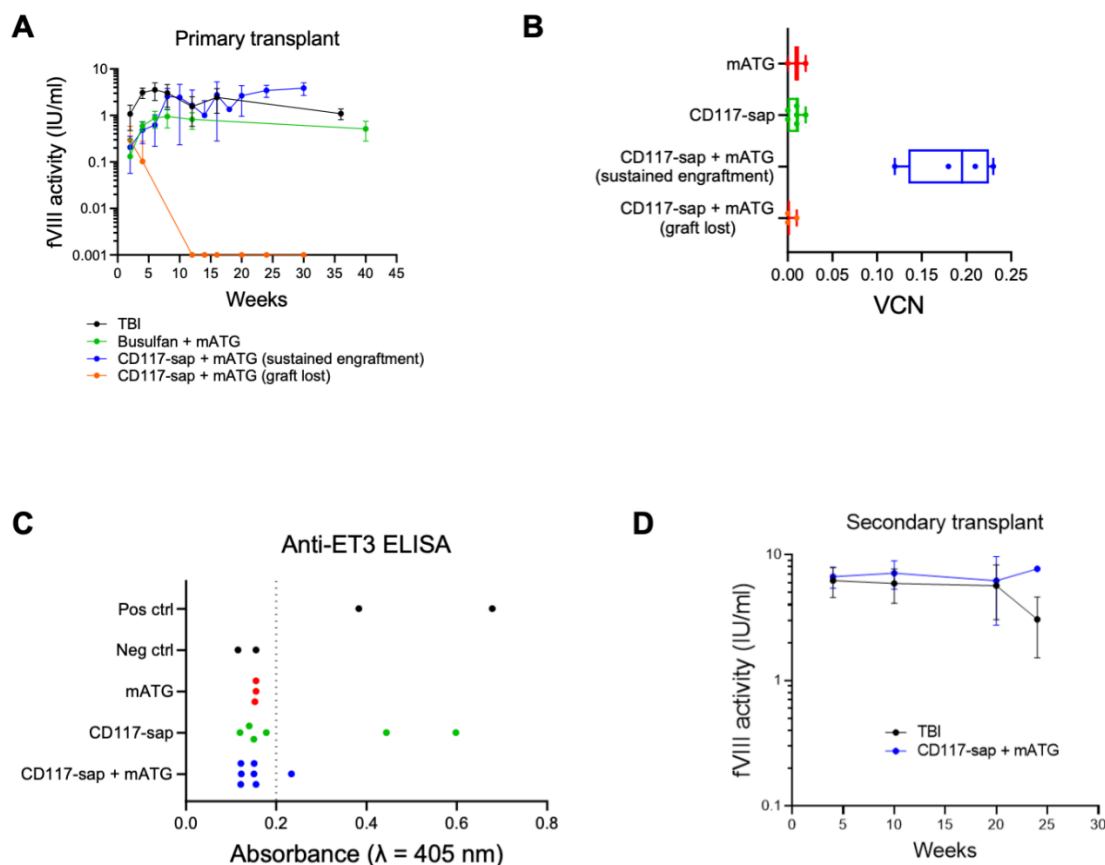 A
Primary transplant
fVIII activity (IU/ml)
10
1
0.1
0.01
0.001
0 5 10 15 20 25 30 35 40 45
Weeks
TBI
Busulfan + mATG
CD117-sap + mATG (sustained engraftment)
CD117-sap + mATG (graft lost)
B
mATG
CD117-sap
CD117-sap + mATG
(sustained engraftment)
CD117-sap + mATG
(graft lost)
0.00 0.05 0.10 0.15 0.20 0.25
VCN
C
Anti-ET3 ELISA
Pos ctrl
Neg ctrl
mATG
CD117-sap
CD117-sap + mATG
0.0 0.2 0.4 0.6 0.8
Absorbance (λ = 405 nm)
D
Secondary transplant
fVIII activity (IU/ml)
10
1
0.1
TBI
CD117-sap + mATG
0 5 10 15 20 25 30
Weeks